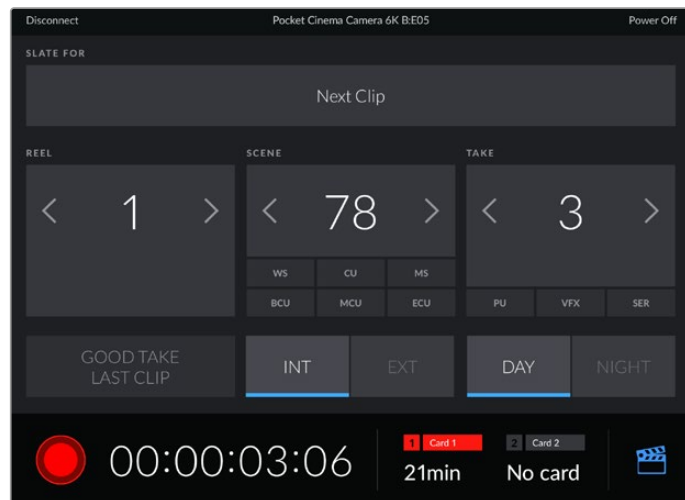 Disconnect Pocket Cinema Camera 6K B:E05 Power Off
SLATE FOR
Next Clip
REEL SCENE TAKE
1 78 3
WS CU MS
BCU MCU ECU PU VFX SER
GOOD TAKE
LAST CLIP
INT EXT DAY NIGHT
00:00:03:06
1 Card 1 2 Card 2
21min No card